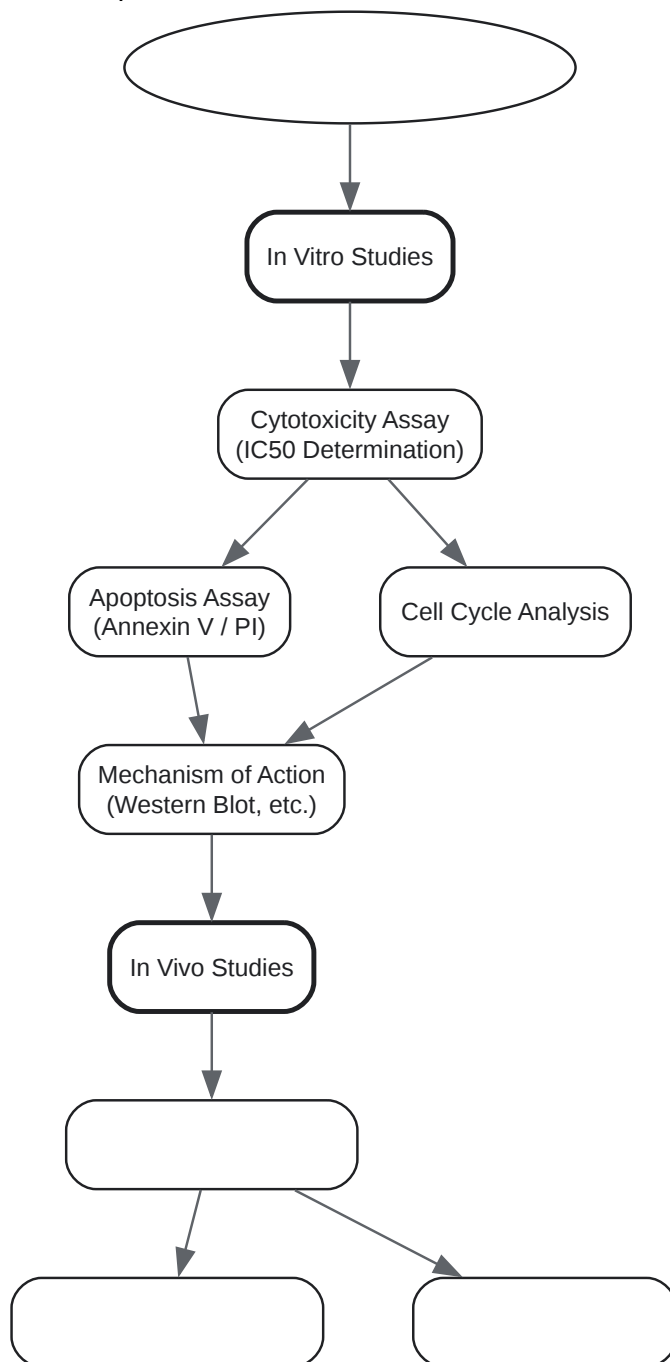 In Vitro Studies
Cytotoxicity Assay
(IC50 Determination)
Apoptosis Assay
(Annexin V / PI)
Cell Cycle Analysis
Mechanism of Action
(Western Blot, etc.)
In Vivo Studies